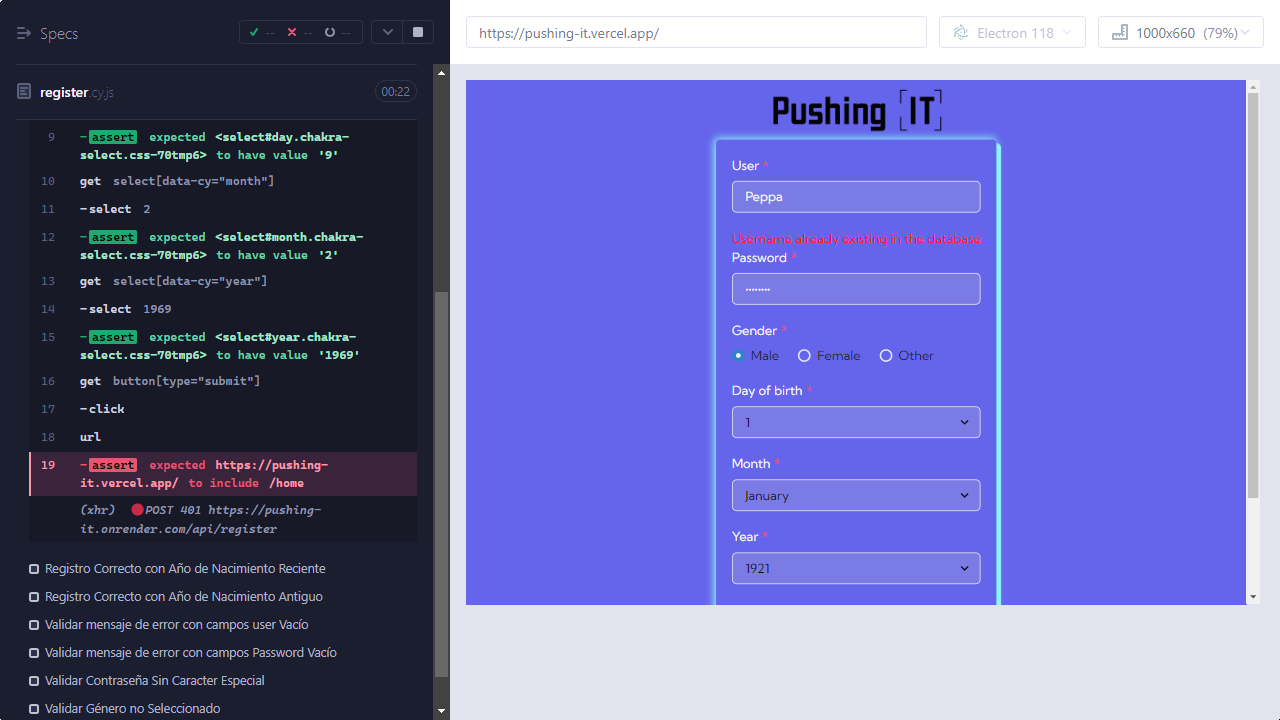 Specs
-- -- --
register.cy.js
00:22
9 -assert expected <select#day.chakra-
select.css-70tmp6> to have value '9'
10 get select[data-cy="month"]
11 -select 2
12 -assert expected <select#month.chakra-
select.css-70tmp6> to have value '2'
13 get select[data-cy="year"]
14 -select 1969
15 -assert expected <select#year.chakra-
select.css-70tmp6> to have value '1969'
16 get button[type="submit"]
17 -click
18 url
19 -assert expected https://pushing-
it.vercel.app/ to include /home
(xhr) POST 401 https://pushing-
it.onrender.com/api/register
Registro Correcto con Año de Nacimiento Reciente
Registro Correcto con Año de Nacimiento Antiguo
Validar mensaje de error con campos user Vacío
Validar mensaje de error con campos Password Vacío
Validar Contraseña Sin Caracter Especial
Validar Género no Seleccionado
https://pushing-it.vercel.app/
Electron 118
1000x660 (79%)
Pushing [IT]
User *
Peppa
Username already existing in the database
Password *
••••••••
Gender *
Male Female Other
Day of birth *
1
Month *
January
Year *
1921